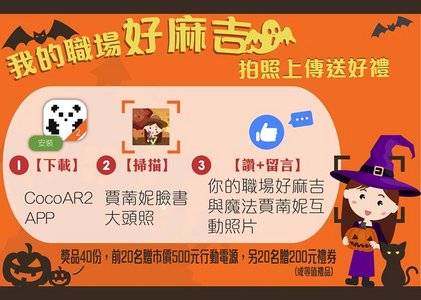 我的職場好麻吉
拍照上傳送好禮
安裝
2
1【下載】
CocoAR2
APP
2【掃描】
賈蕭妮臉書
大頭照
3【讚+留言】
你的職場好麻吉
與魔法賈蕭妮互
動照片
獎品40份，前20名贈市價500元行動電源，另20名贈200元禮券
(或等值禮品)